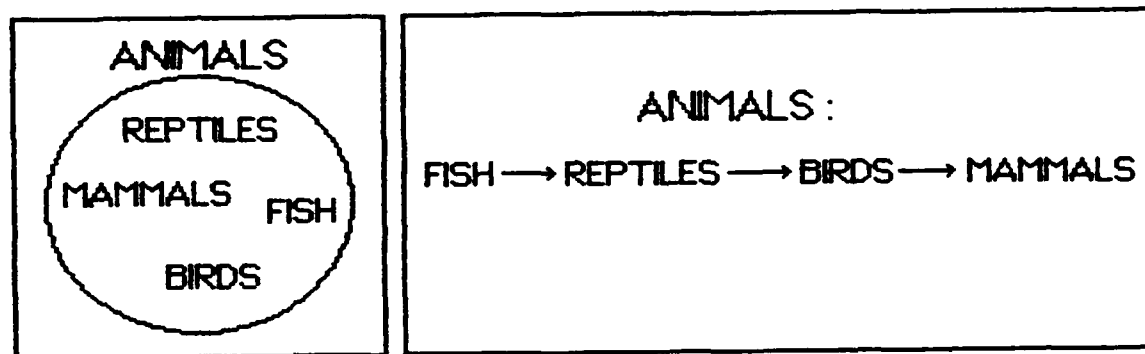 ANIMALS
REPTILES
MAMMALS
FISH
BIRDS
ANIMALS :
FISH → REPTILES → BIRDS → MAMMALS